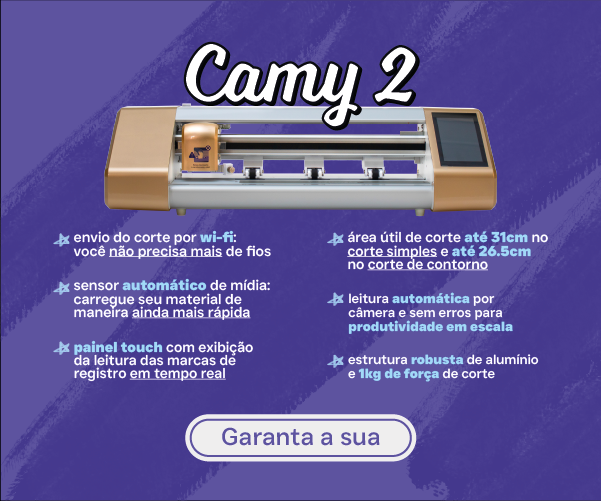 Camy 2
envio do corte por wi-fi:
você não precisa mais de fios
sensor automático de mídia:
carregue seu material de
maneira ainda mais rápida
painel touch com exibição
da leitura das marcas de
registro em tempo real
área útil de corte até 31cm no
corte simples e até 26.5cm
no corte de contorno
leitura automática por
câmera e sem erros para
produtividade em escala
estrutura robusta de alumínio
e 1kg de força de corte
Garanta a sua